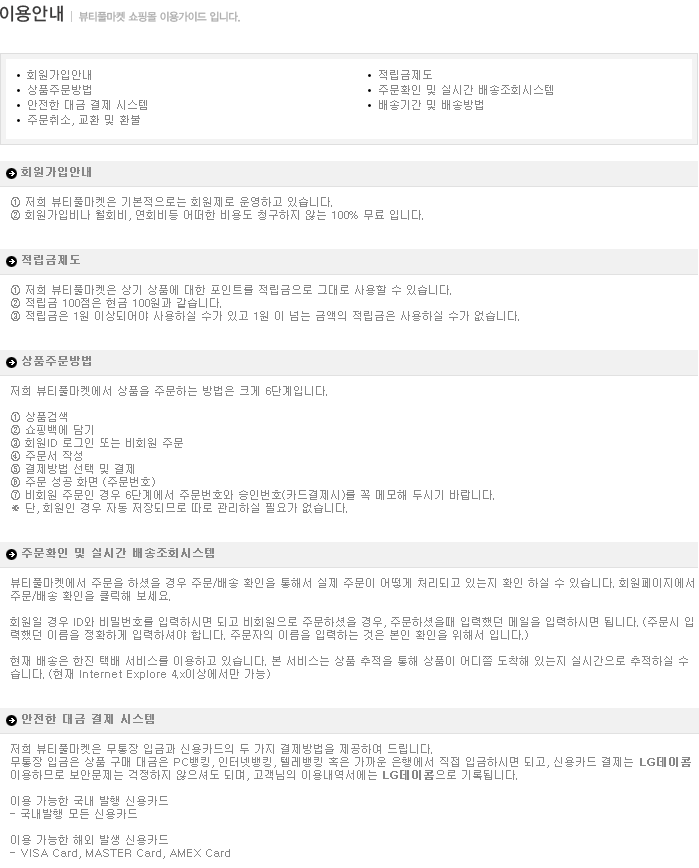 이용안내 | 뷰티풀마켓 쇼핑몰 이용가이드 입니다.
• 회원가입안내
• 상품주문방법
• 안전한 대금 결제 시스템
• 주문취소, 교환 및 환불
• 적립금제도
• 주문확인 및 실시간 배송조회시스템
• 배송기간 및 배송방법
회원가입안내
① 저희 뷰티풀마켓은 기본적으로는 회원제로 운영하고 있습니다.
② 회원가입비나 월회비, 연회비등 어떠한 비용도 청구하지 않는 100% 무료 입니다.
적립금제도
① 저희 뷰티풀마켓은 상기 상품에 대한 포인트를 적립금으로 그대로 사용할 수 있습니다.
② 적립금 100점은 현금 100원과 같습니다.
③ 적립금은 1원 이상되어야 사용하실 수가 있고 1원 이 넘는 금액의 적립금은 사용하실 수가 없습니다.
상품주문방법
저희 뷰티풀마켓에서 상품을 주문하는 방법은 크게 6단계입니다.
① 상품검색
② 쇼핑백에 담기
③ 회원ID 로그인 또는 비회원 주문
④ 주문서 작성
⑤ 결제방법 선택 및 결제
⑥ 주문 성공 화면 (주문번호)
⑦ 비회원 주문인 경우 6단계에서 주문번호와 승인번호(카드결제시)를 꼭 메모해 두시기 바랍니다.
※ 단, 회원인 경우 자동 저장되므로 따로 관리하실 필요가 없습니다.
주문확인 및 실시간 배송조회시스템
뷰티풀마켓에서 주문을 하셨을 경우 주문/배송 확인을 통해서 실제 주문이 어떻게 처리되고 있는지 확인 하실 수 있습니다. 회원페이지에서
주문/배송 확인을 클릭해 보세요.
회원일 경우 ID와 비밀번호를 입력하시면 되고 비회원으로 주문하셨을 경우, 주문하셨을때 입력했던 메일을 입력하시면 됩니다. (주문시 입
력했던 이름을 정확하게 입력하셔야 합니다. 주문자의 이름을 입력하는 것은 본인 확인을 위해서 입니다.)
현재 배송은 한진 택배 서비스를 이용하고 있습니다. 본 서비스는 상품 추적을 통해 상품이 어디쯤 도착해 있는지 실시간으로 추적하실 수
습니다. (현재 Internet Explore 4.x이상에서만 가능)
안전한 대금 결제 시스템
저희 뷰티풀마켓은 무통장 입금과 신용카드의 두 가지 결제방법을 제공하여 드립니다.
무통장 입금은 상품 구매 대금은 PC뱅킹, 인터넷뱅킹, 텔레뱅킹 혹은 가까운 은행에서 직접 입금하시면 되고, 신용카드 결제는 LG데이콤
이용하므로 보안문제는 걱정하지 않으셔도 되며, 고객님의 이용내역서에는 LG데이콤으로 기록됩니다.
이용 가능한 국내 발행 신용카드
- 국내발행 모든 신용카드
이용 가능한 해외 발생 신용카드
- VISA Card, MASTER Card, AMEX Card